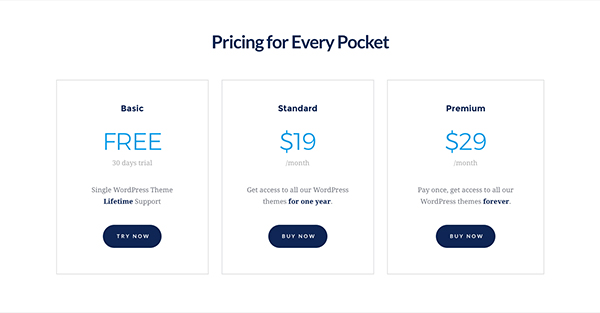 Pricing for Every Pocket
Basic
FREE
30 days trial
Single WordPress Theme
Lifetime Support
TRY NOW
Standard
$19
/month
Get access to all our WordPress
themes for one year.
BUY NOW
Premium
$29
/month
Pay once, get access to all our
WordPress themes forever.
BUY NOW